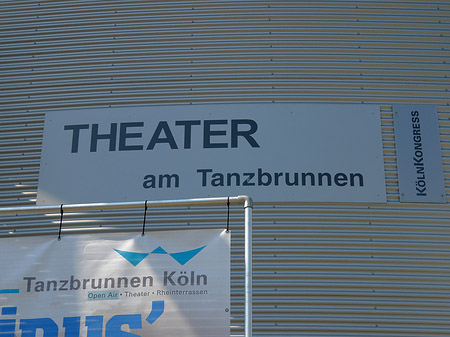 THEATER
am Tanzbrunnen
KÖLNKONGRESS
Tanzbrunnen Köln
Open Air • Theater • Rheinterrassen